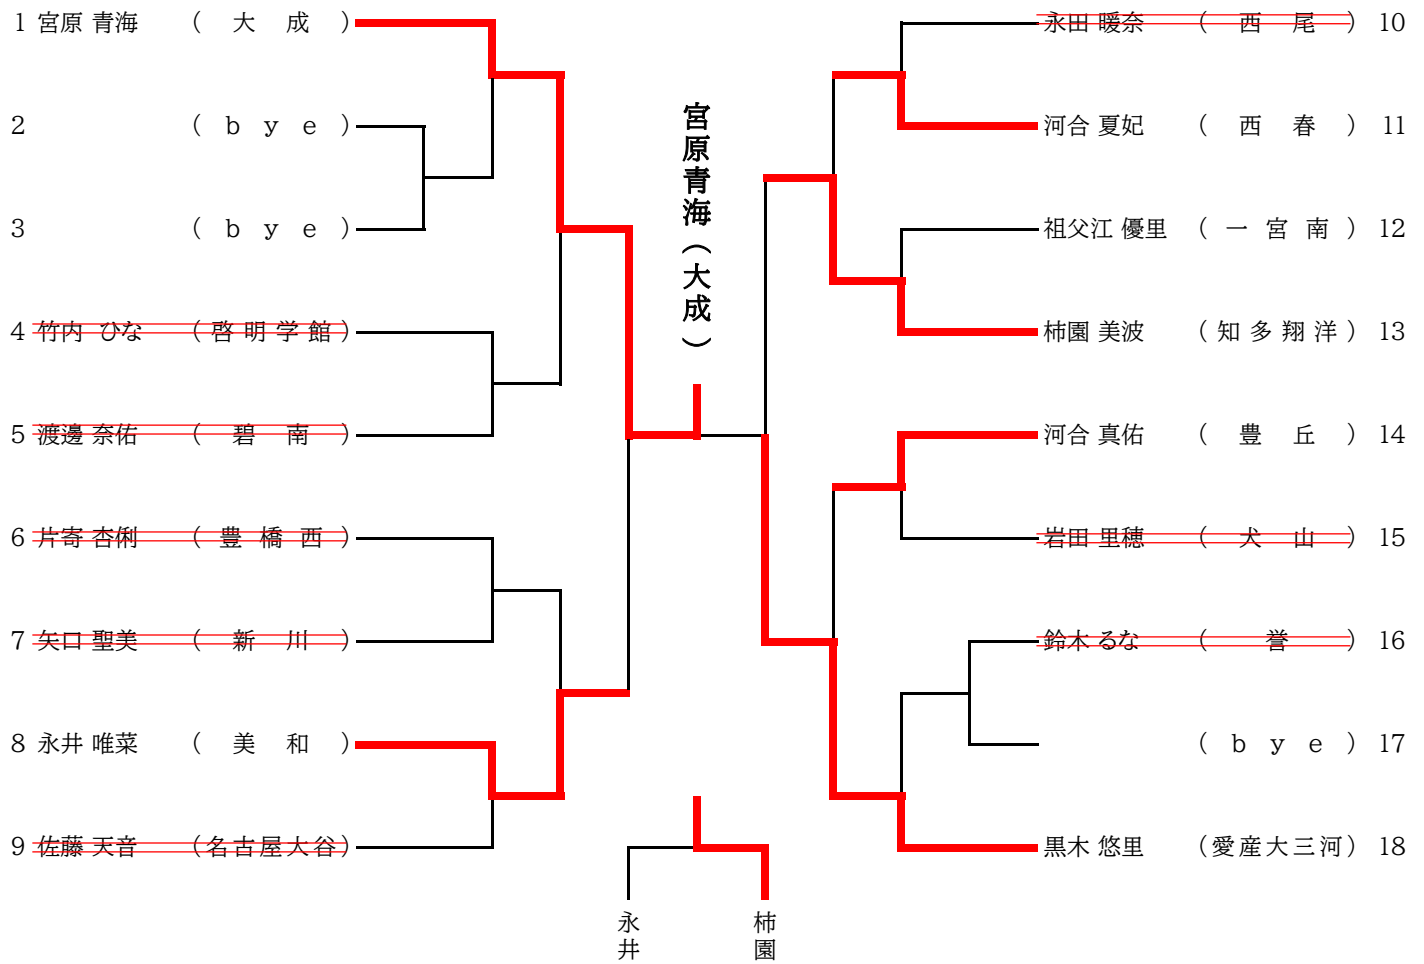 1 宮原 青海 （ 大 成 ）
2 （ b y e ）
3 （ b y e ）
4 竹内 ひな （ 啓 明 学 館 ）
5 渡邊 奈佑 （ 碧 南 ）
6 片寄 杏俐 （ 豊 橋 西 ）
7 矢口 聖美 （ 新 川 ）
8 永井 唯菜 （ 美 和 ）
9 佐藤 天音 （名古屋大谷）
宮原青海（大成）
永井
柿園
永田 暖奈 （ 西 尾 ） 10
河合 夏妃 （ 西 春 ） 11
祖父江 優里 （ 一 宮 南 ） 12
柿園 美波 （ 知 多 翔 洋 ） 13
河合 真佑 （ 豊 丘 ） 14
岩田 里穂 （ 犬 山 ） 15
鈴木 るな （ 誉 ） 16
（ b y e ） 17
黒木 悠里 （愛産大三河） 18